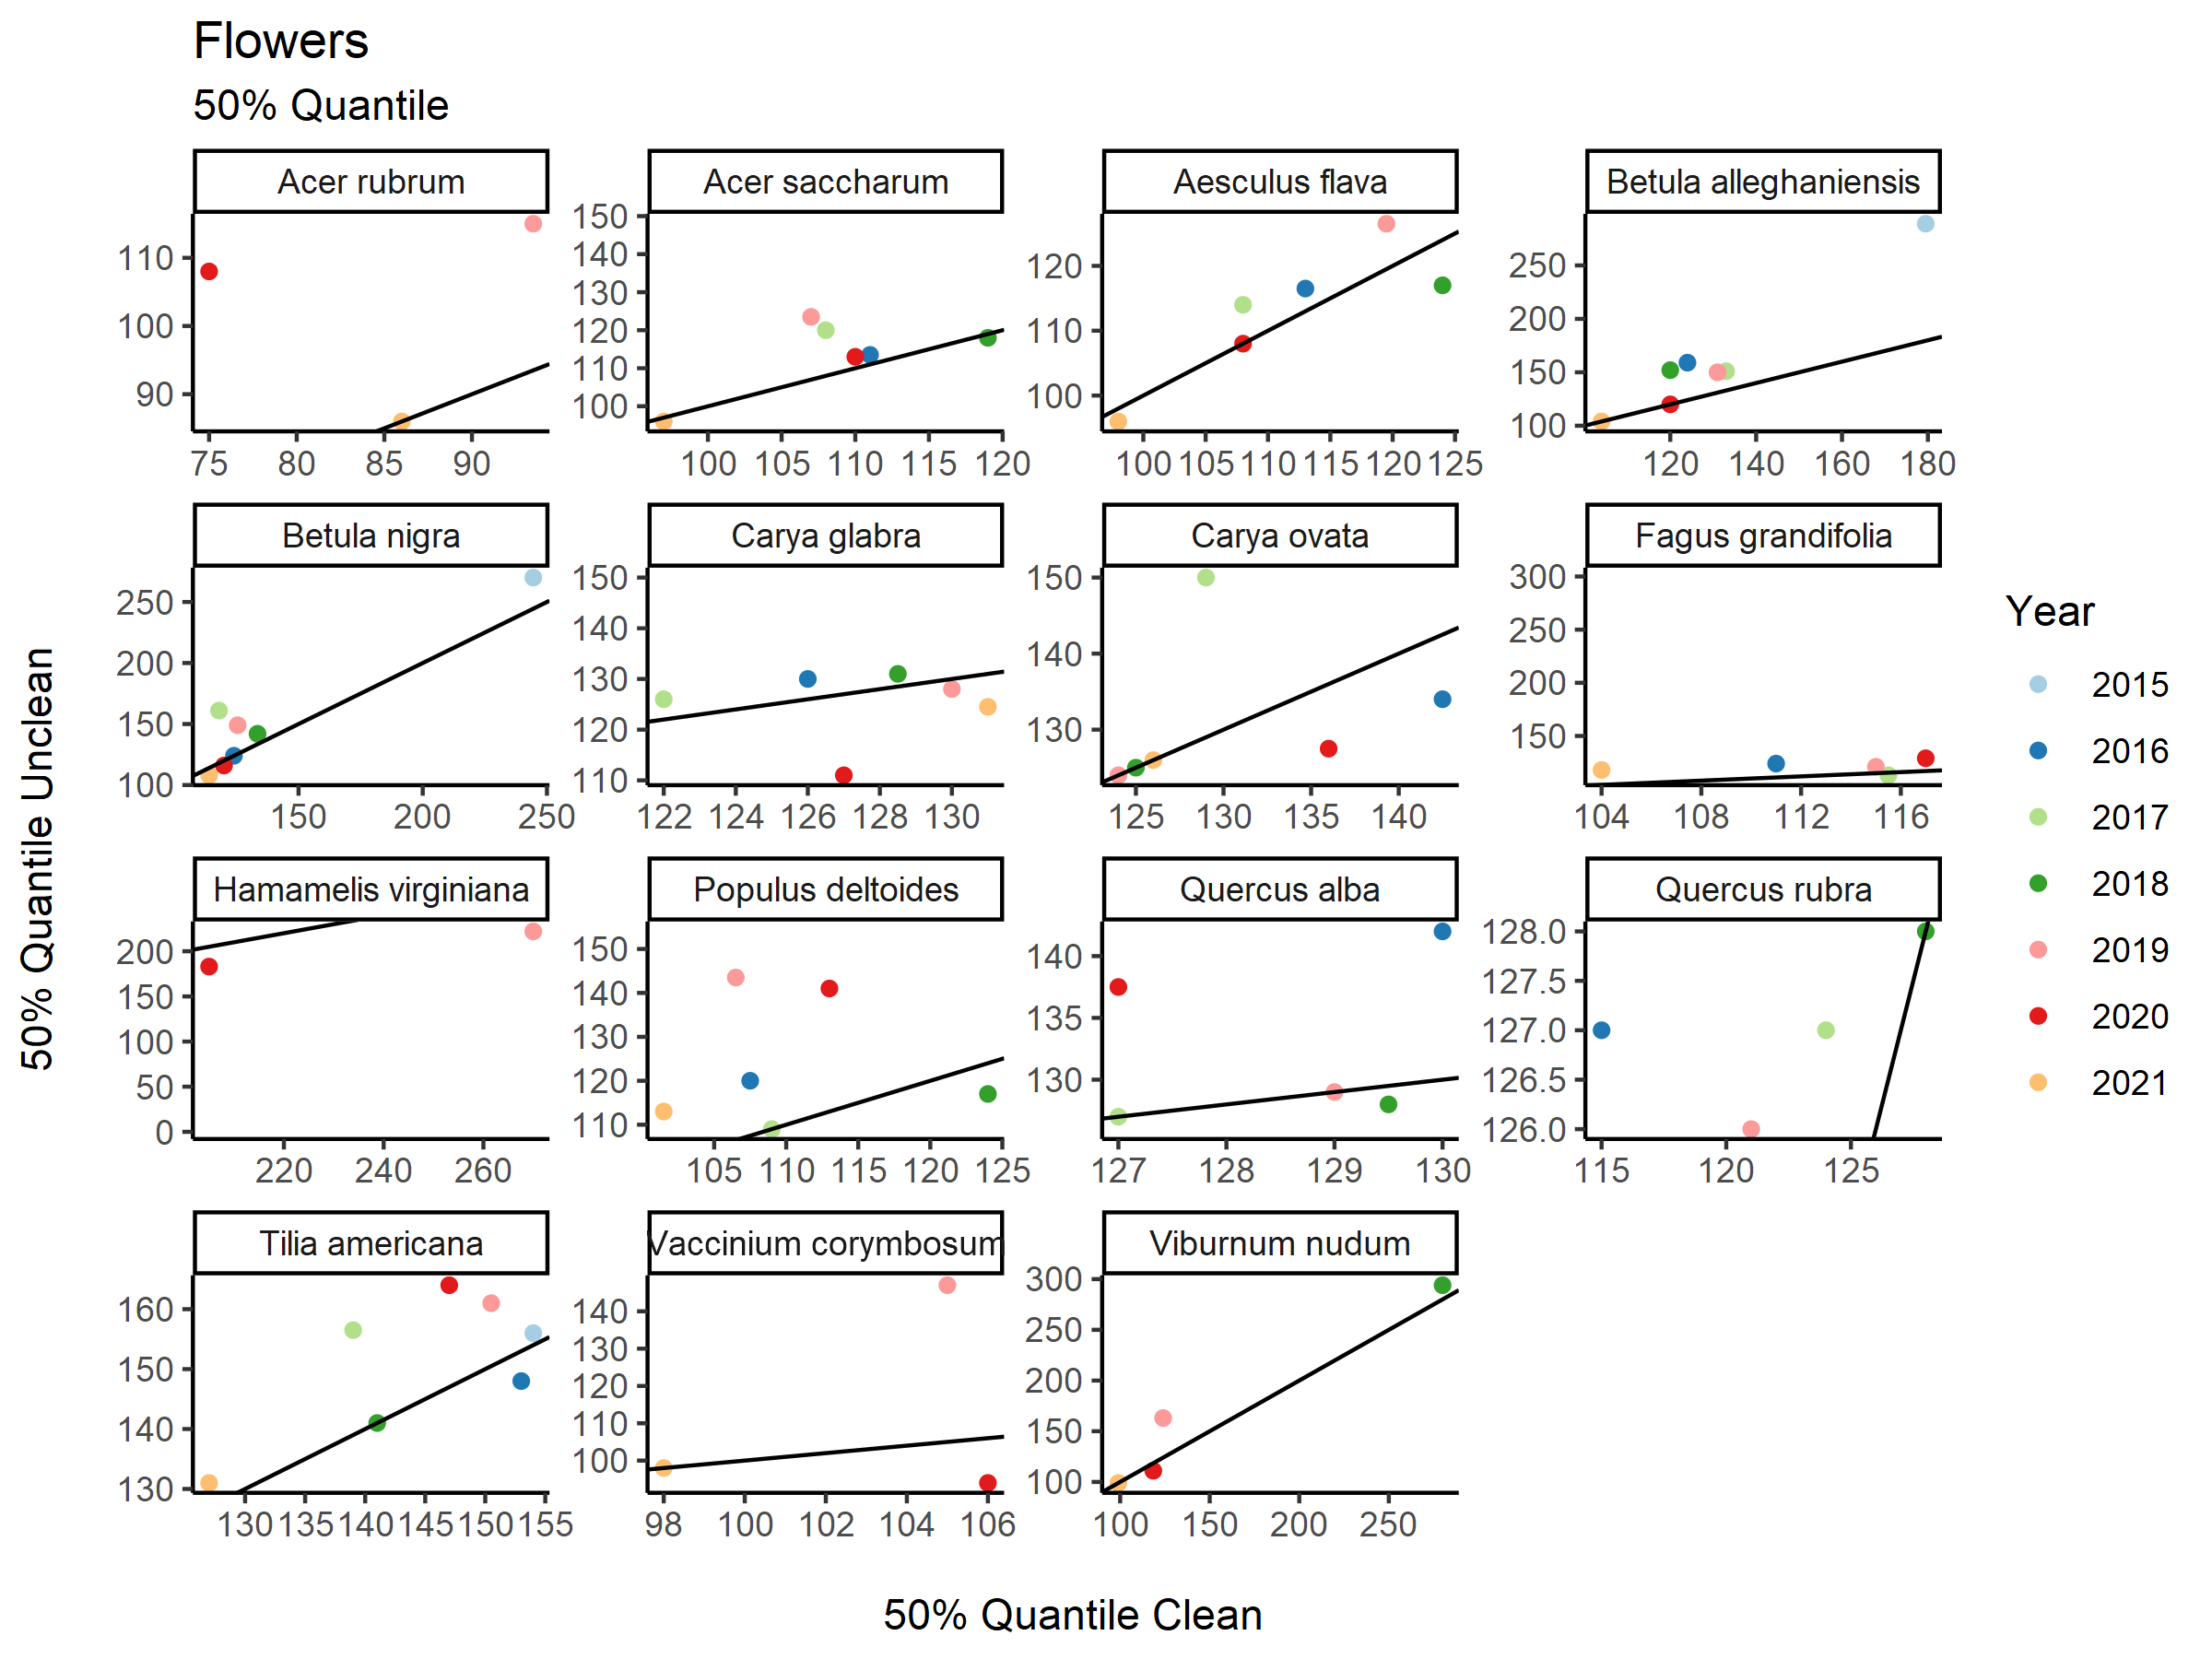 Flowers
50% Quantile
Acer rubrum
Acer saccharum
Aesculus flava
Betula alleghaniensis
110
100
90
75 80 85 90
150
140
130
120
110
100
100 105 110 115 120
120
110
100
100 105 110 115 120 125
250
200
150
100
120 140 160 180
Betula nigra
Carya glabra
Carya ovata
Fagus grandifolia
250
200
150
100
150 200 250
150
140
130
120
110
122 124 126 128 130
150
140
130
125 130 135 140
300
250
200
150
104 108 112 116
Hamamelis virginiana
Populus deltoides
Quercus alba
Quercus rubra
200
150
100
50
0
220 240 260
150
140
130
120
110
105 110 115 120 125
140
135
130
127 128 129 130
128.0
127.5
127.0
126.5
126.0
115 120 125
Tilia americana
Vaccinium corymbosum
Viburnum nudum
160
150
140
130
130 135 140 145 150 155
140
130
120
110
100
98 100 102 104 106
300
250
200
150
100
100 150 200 250
50% Quantile Unclean
50% Quantile Clean
Year
2015
2016
2017
2018
2019
2020
2021